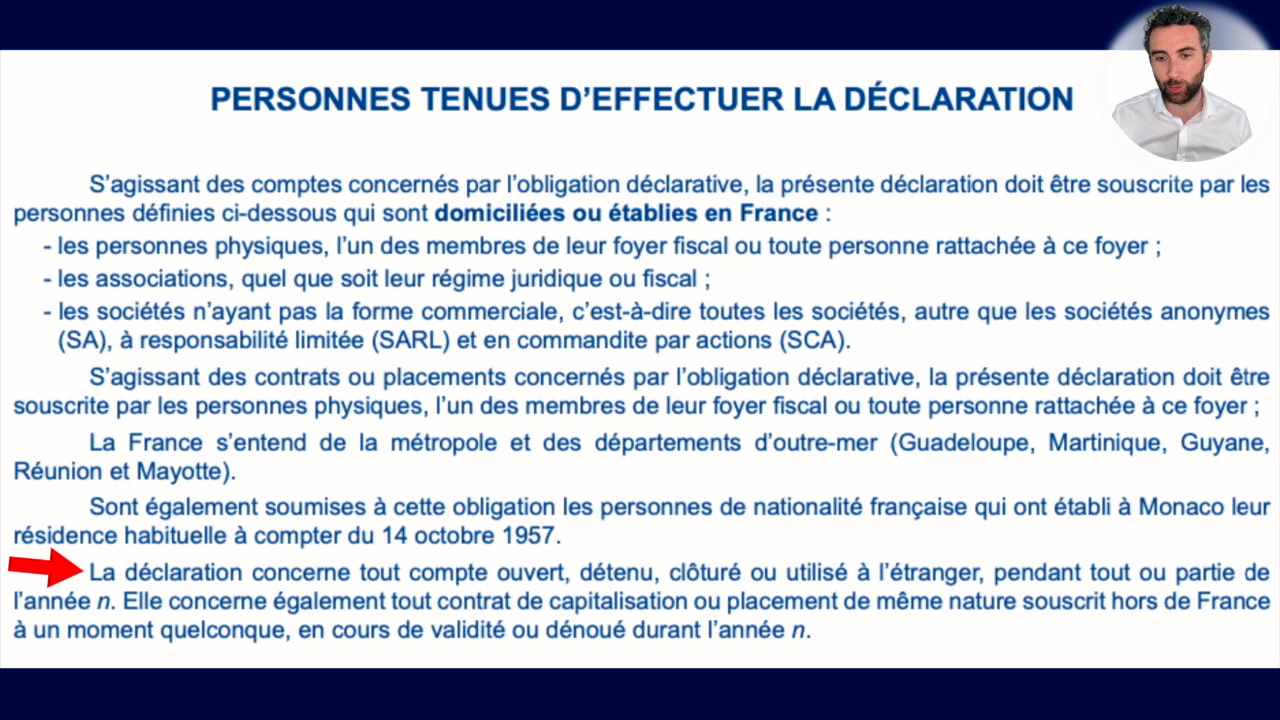 PERSONNES TENUES D’EFFECTUER LA DÉCLARATION
S’agissant des comptes concernés par l’obligation déclarative, la présente déclaration doit être souscrite par les
personnes définies ci-dessous qui sont domiciliées ou établies en France :
- les personnes physiques, l’un des membres de leur foyer fiscal ou toute personne rattachée à ce foyer ;
- les associations, quel que soit leur régime juridique ou fiscal ;
- les sociétés n’ayant pas la forme commerciale, c’est-à-dire toutes les sociétés, autre que les sociétés anonymes
(SA), à responsabilité limitée (SARL) et en commandite par actions (SCA).
S’agissant des contrats ou placements concernés par l’obligation déclarative, la présente déclaration doit être
souscrite par les personnes physiques, l’un des membres de leur foyer fiscal ou toute personne rattachée à ce foyer ;
La France s’entend de la métropole et des départements d’outre-mer (Guadeloupe, Martinique, Guyane,
Réunion et Mayotte).
Sont également soumises à cette obligation les personnes de nationalité française qui ont établi à Monaco leur
résidence habituelle à compter du 14 octobre 1957.
La déclaration concerne tout compte ouvert, détenu, clôturé ou utilisé à l’étranger, pendant tout ou partie de
l’année n. Elle concerne également tout contrat de capitalisation ou placement de même nature souscrit hors de France
à un moment quelconque, en cours de validité ou dénoué durant l’année n.